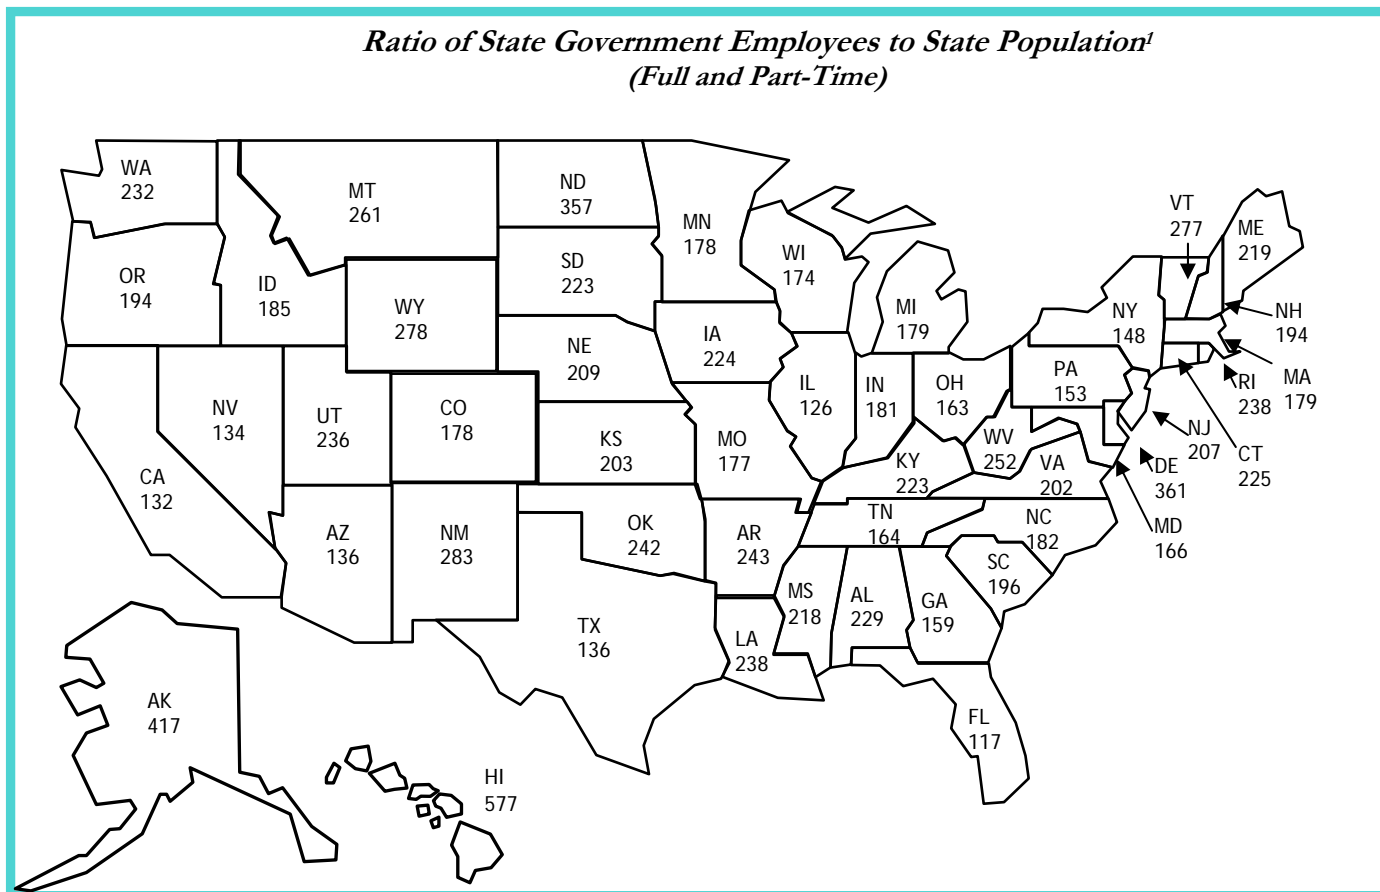 Ratio of State Government Employees to State Population¹
(Full and Part-Time)
WA
232
MT
261
ND
357
MN
178
VT
277
ME
219
OR
194
ID
185
WY
278
SD
223
WI
174
MI
179
NY
148
NH
194
NE
209
IA
224
PA
153
MA
179
RI
238
NV
134
UT
236
CO
178
KS
203
MO
177
IL
126
IN
181
OH
163
WV
252
VA
202
NJ
207
CT
225
DE
361
MD
166
CA
132
KY
223
AZ
136
NM
283
OK
242
AR
243
TN
164
NC
182
SC
196
TX
136
LA
238
MS
218
AL
229
GA
159
FL
117
AK
417
HI
577